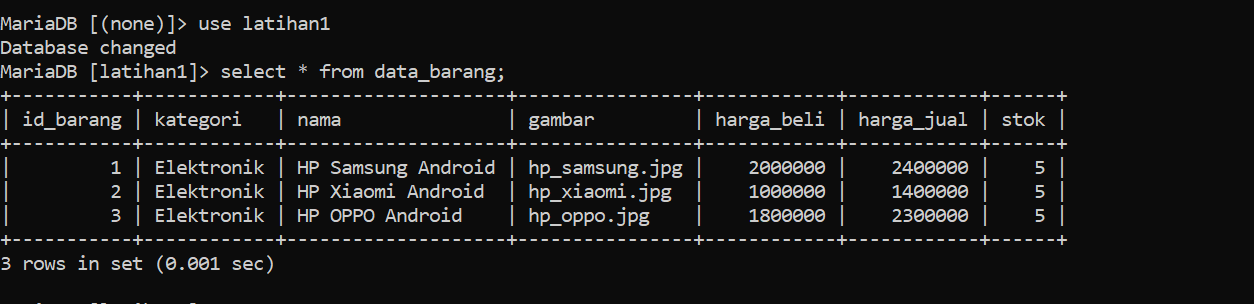 MariaDB [(none)]> use latihan1
Database changed
MariaDB [latihan1]> select * from data_barang;
+-----------+------------+--------------------+----------------+------------+------------+------+
| id_barang | kategori   | nama               | gambar         | harga_beli | harga_jual | stok |
+-----------+------------+--------------------+----------------+------------+------------+------+
|         1 | Elektronik | HP Samsung Android | hp_samsung.jpg |    2000000 |    2400000 |    5 |
|         2 | Elektronik | HP Xiaomi Android  | hp_xiaomi.jpg  |    1000000 |    1400000 |    5 |
|         3 | Elektronik | HP OPPO Android    | hp_oppo.jpg    |    1800000 |    2300000 |    5 |
+-----------+------------+--------------------+----------------+------------+------------+------+
3 rows in set (0.001 sec)